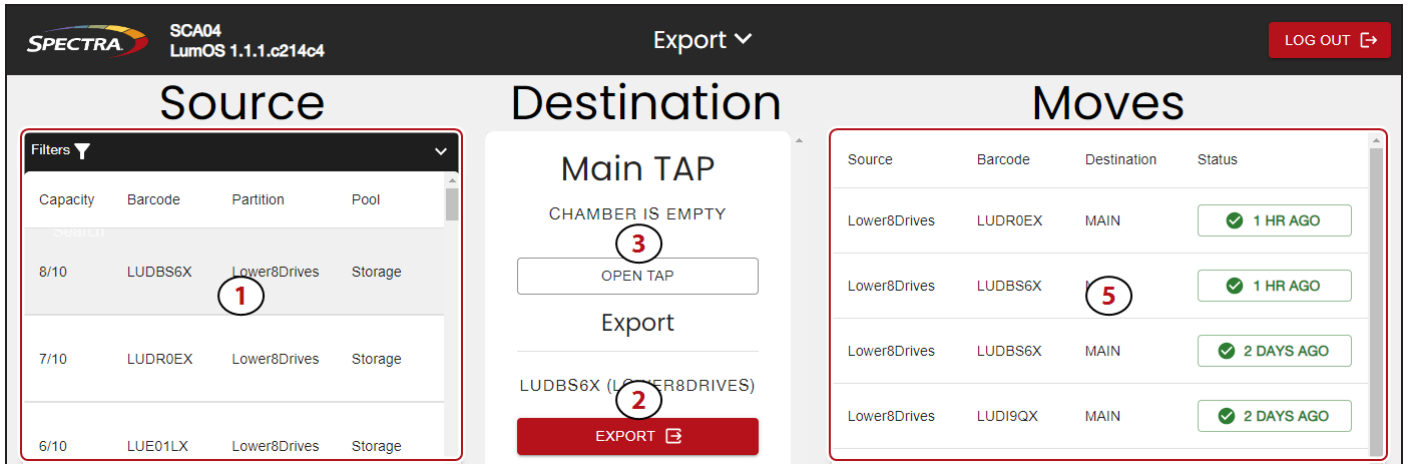 SPECTRA
SCA04
LumOS 1.1.1.c214c4
Export
LOG OUT
Source
Destination
Moves
Filters
Capacity Barcode Partition Pool
Search
8/10 LUDBS6X Lower8Drives Storage
1
7/10 LUDR0EX Lower8Drives Storage
6/10 LUE01LX Lower8Drives Storage
Main TAP
CHAMBER IS EMPTY
3
OPEN TAP
Export
LUDBS6X (LOWER8DRIVES)
2
EXPORT
Source Barcode Destination Status
Lower8Drives LUDR0EX MAIN 1 HR AGO
Lower8Drives LUDBS6X 1 HR AGO
5
Lower8Drives LUDBS6X MAIN 2 DAYS AGO
Lower8Drives LUDI9QX MAIN 2 DAYS AGO